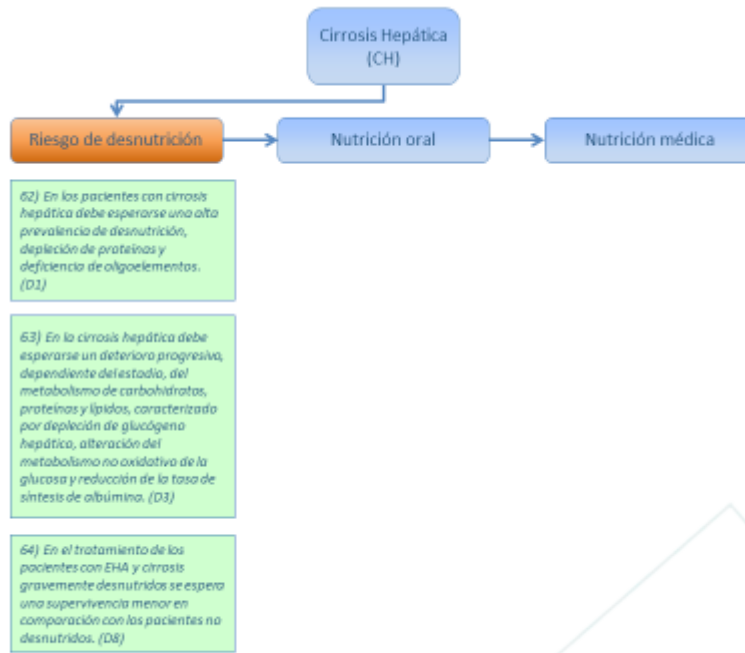 Cirrosis Hepática
(CH)
Riesgo de desnutrición
Nutrición oral
Nutrición médica
62) En los pacientes con cirrosis
hepática debe esperarse una alta
prevalencia de desnutrición,
depleción de proteínas y
deficiencia de oligoelementos.
(D1)
63) En la cirrosis hepática debe
esperarse un deterioro progresivo,
dependiente del estadio, del
metabolismo de carbohidratos,
proteínas y lípidos, caracterizado
por depleción de glucógeno
hepático, alteración del
metabolismo no oxidativo de la
glucosa y reducción de la tasa de
síntesis de albúmina. (D3)
64) En el tratamiento de los
pacientes con EHA y cirrosis
gravemente desnutridos se espera
una supervivencia menor en
comparación con los pacientes no
desnutridos. (D8)